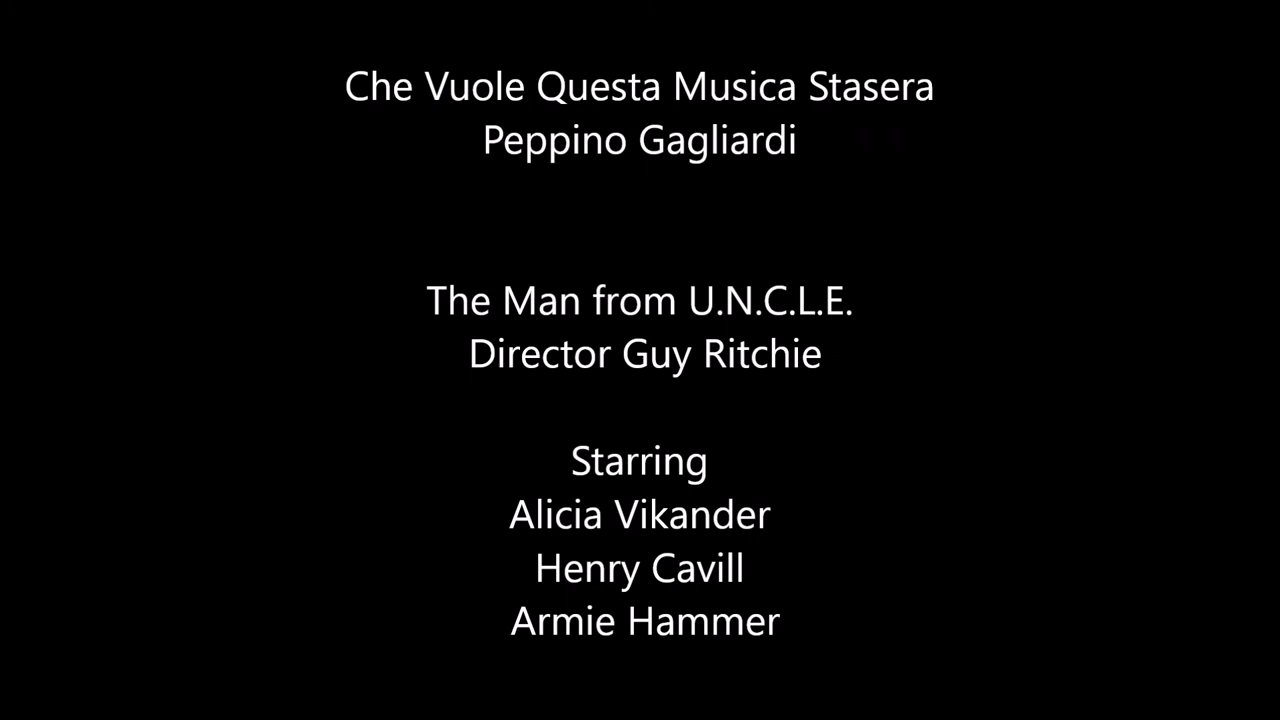 Che Vuole Questa Musica Stasera
Peppino Gagliardi
The Man from U.N.C.L.E.
Director Guy Ritchie
Starring
Alicia Vikander
Henry Cavill
Armie Hammer